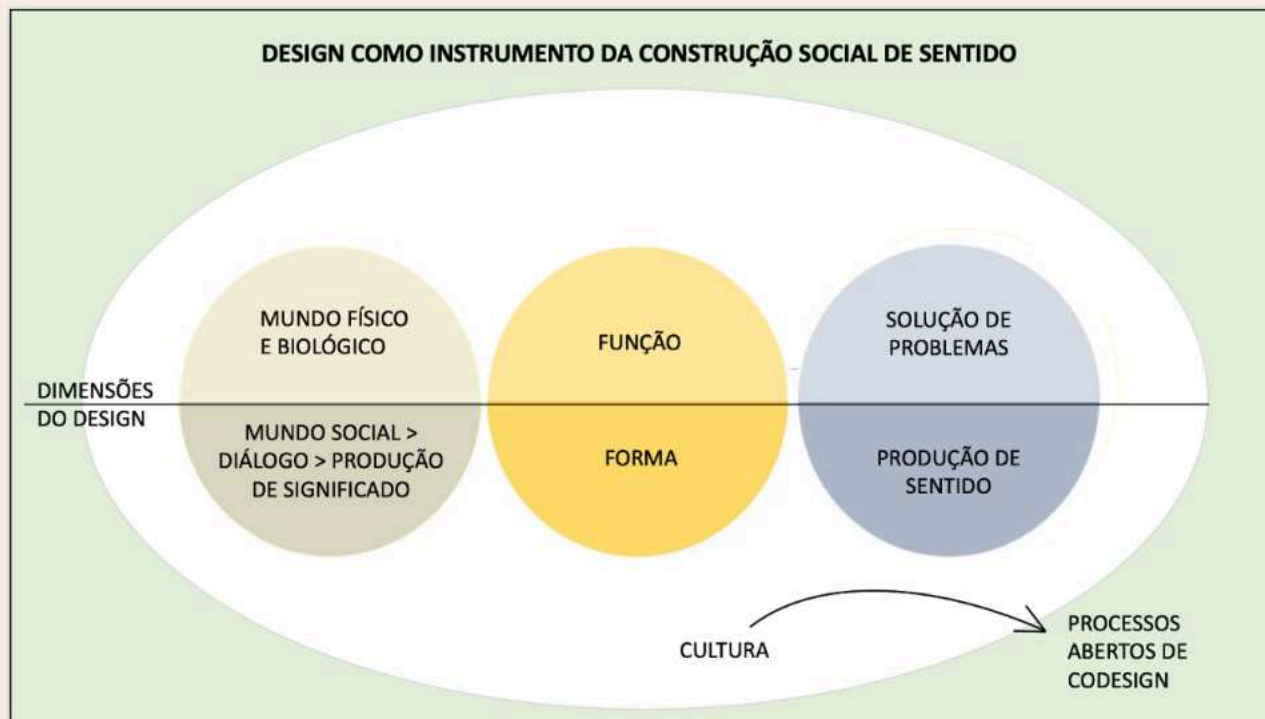 DESIGN COMO INSTRUMENTO DA CONSTRUÇÃO SOCIAL DE SENTIDO
MUNDO FÍSICO
E BIOLÓGICO
FUNÇÃO
SOLUÇÃO DE
PROBLEMAS
DIMENSÕES
DO DESIGN
MUNDO SOCIAL >
DIÁLOGO > PRODUÇÃO
DE SIGNIFICADO
FORMA
PRODUÇÃO DE
SENTIDO
CULTURA
PROCESSOS
ABERTOS DE
CODESIGN